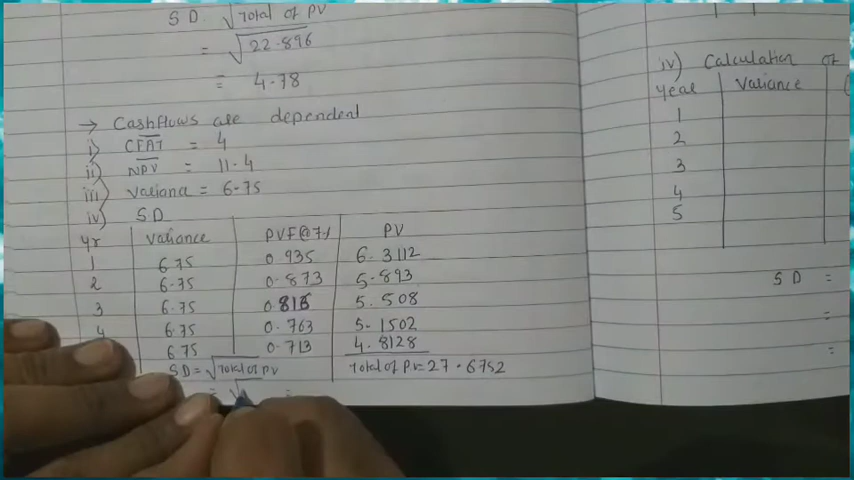 S D √Total of PV
= √22.896
= 4.78
→ Cashflows are dependent
i) CFAT = 4
ii) NPV = 11.4
iii) Variance = 6.75
iv) SD
yr Variance PVF@7% PV
1 6.75 0.935 6.3112
2 6.75 0.873 5.893
3 6.75 0.816 5.508
4 6.75 0.763 5.1502
6.75 0.713 4.8128
SD = √Total of PV Total of PV = 27.6752
= √ =
iv) Calculation of
year Variance
1
2
3
4
5
S D =
=
=